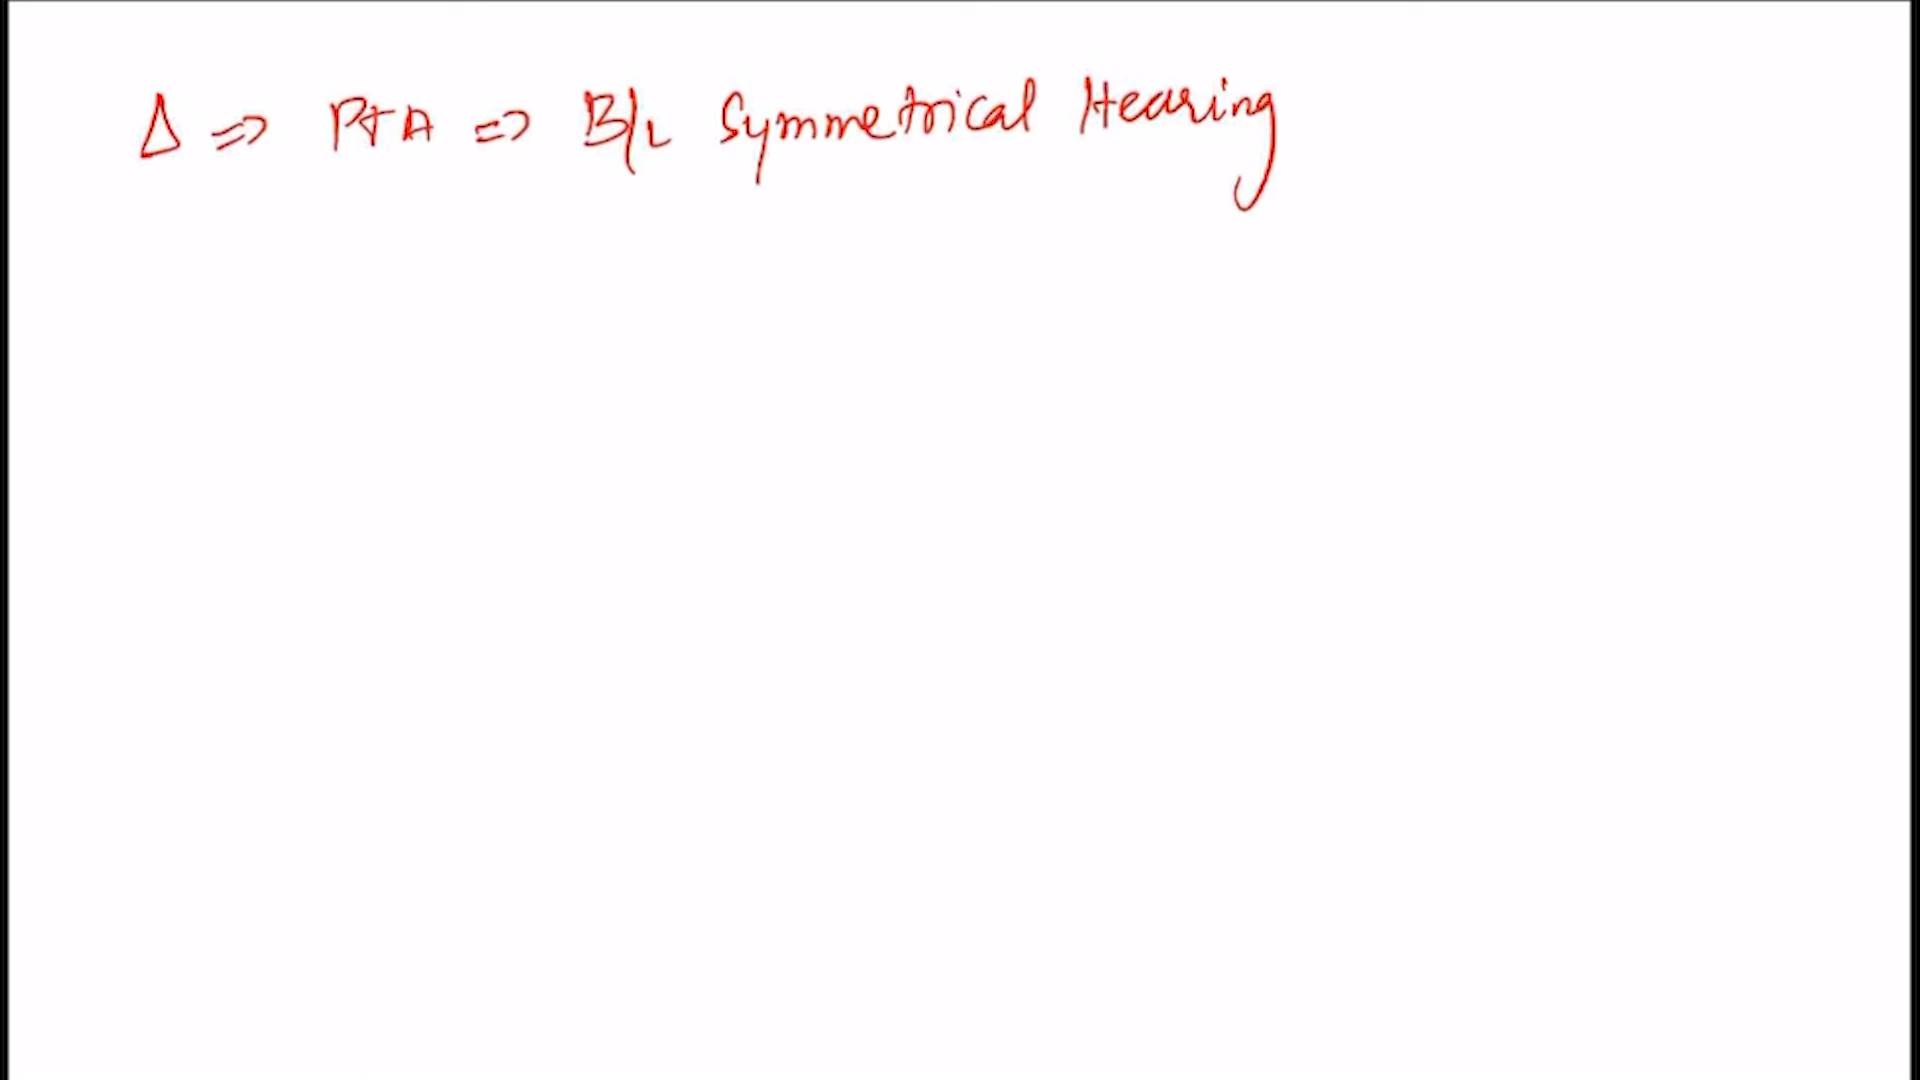 Δ => PTA => B/L Symmetrical Hearing